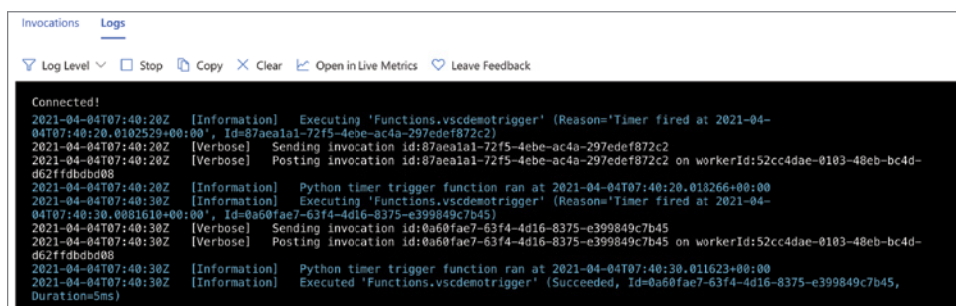 Invocations Logs
Log Level Stop Copy Clear Open in Live Metrics Leave Feedback
Connected!
2021-04-04T07:40:20Z [Information] Executing 'Functions.vscdemotrigger' (Reason='Timer fired at 2021-04-
04T07:40:20.0102529+00:00', Id=87aea1a1-72f5-4ebe-ac4a-297edef872c2)
2021-04-04T07:40:20Z [Verbose] Sending invocation id:87aea1a1-72f5-4ebe-ac4a-297edef872c2
2021-04-04T07:40:20Z [Verbose] Posting invocation id:87aea1a1-72f5-4ebe-ac4a-297edef872c2 on workerId:52cc4dae-0103-48eb-bc4d-
d62ffdbdbd08
2021-04-04T07:40:20Z [Information] Python timer trigger function ran at 2021-04-04T07:40:20.018266+00:00
2021-04-04T07:40:30Z [Information] Executing 'Functions.vscdemotrigger' (Reason='Timer fired at 2021-04-
04T07:40:30.0081610+00:00', Id=0a60fae7-63f4-4d16-8375-e399849c7b45)
2021-04-04T07:40:30Z [Verbose] Sending invocation id:0a60fae7-63f4-4d16-8375-e399849c7b45
2021-04-04T07:40:30Z [Verbose] Posting invocation id:0a60fae7-63f4-4d16-8375-e399849c7b45 on workerId:52cc4dae-0103-48eb-bc4d-
d62ffdbdbd08
2021-04-04T07:40:30Z [Information] Python timer trigger function ran at 2021-04-04T07:40:30.011623+00:00
2021-04-04T07:40:30Z [Information] Executed 'Functions.vscdemotrigger' (Succeeded, Id=0a60fae7-63f4-4d16-8375-e399849c7b45,
Duration=5ms)